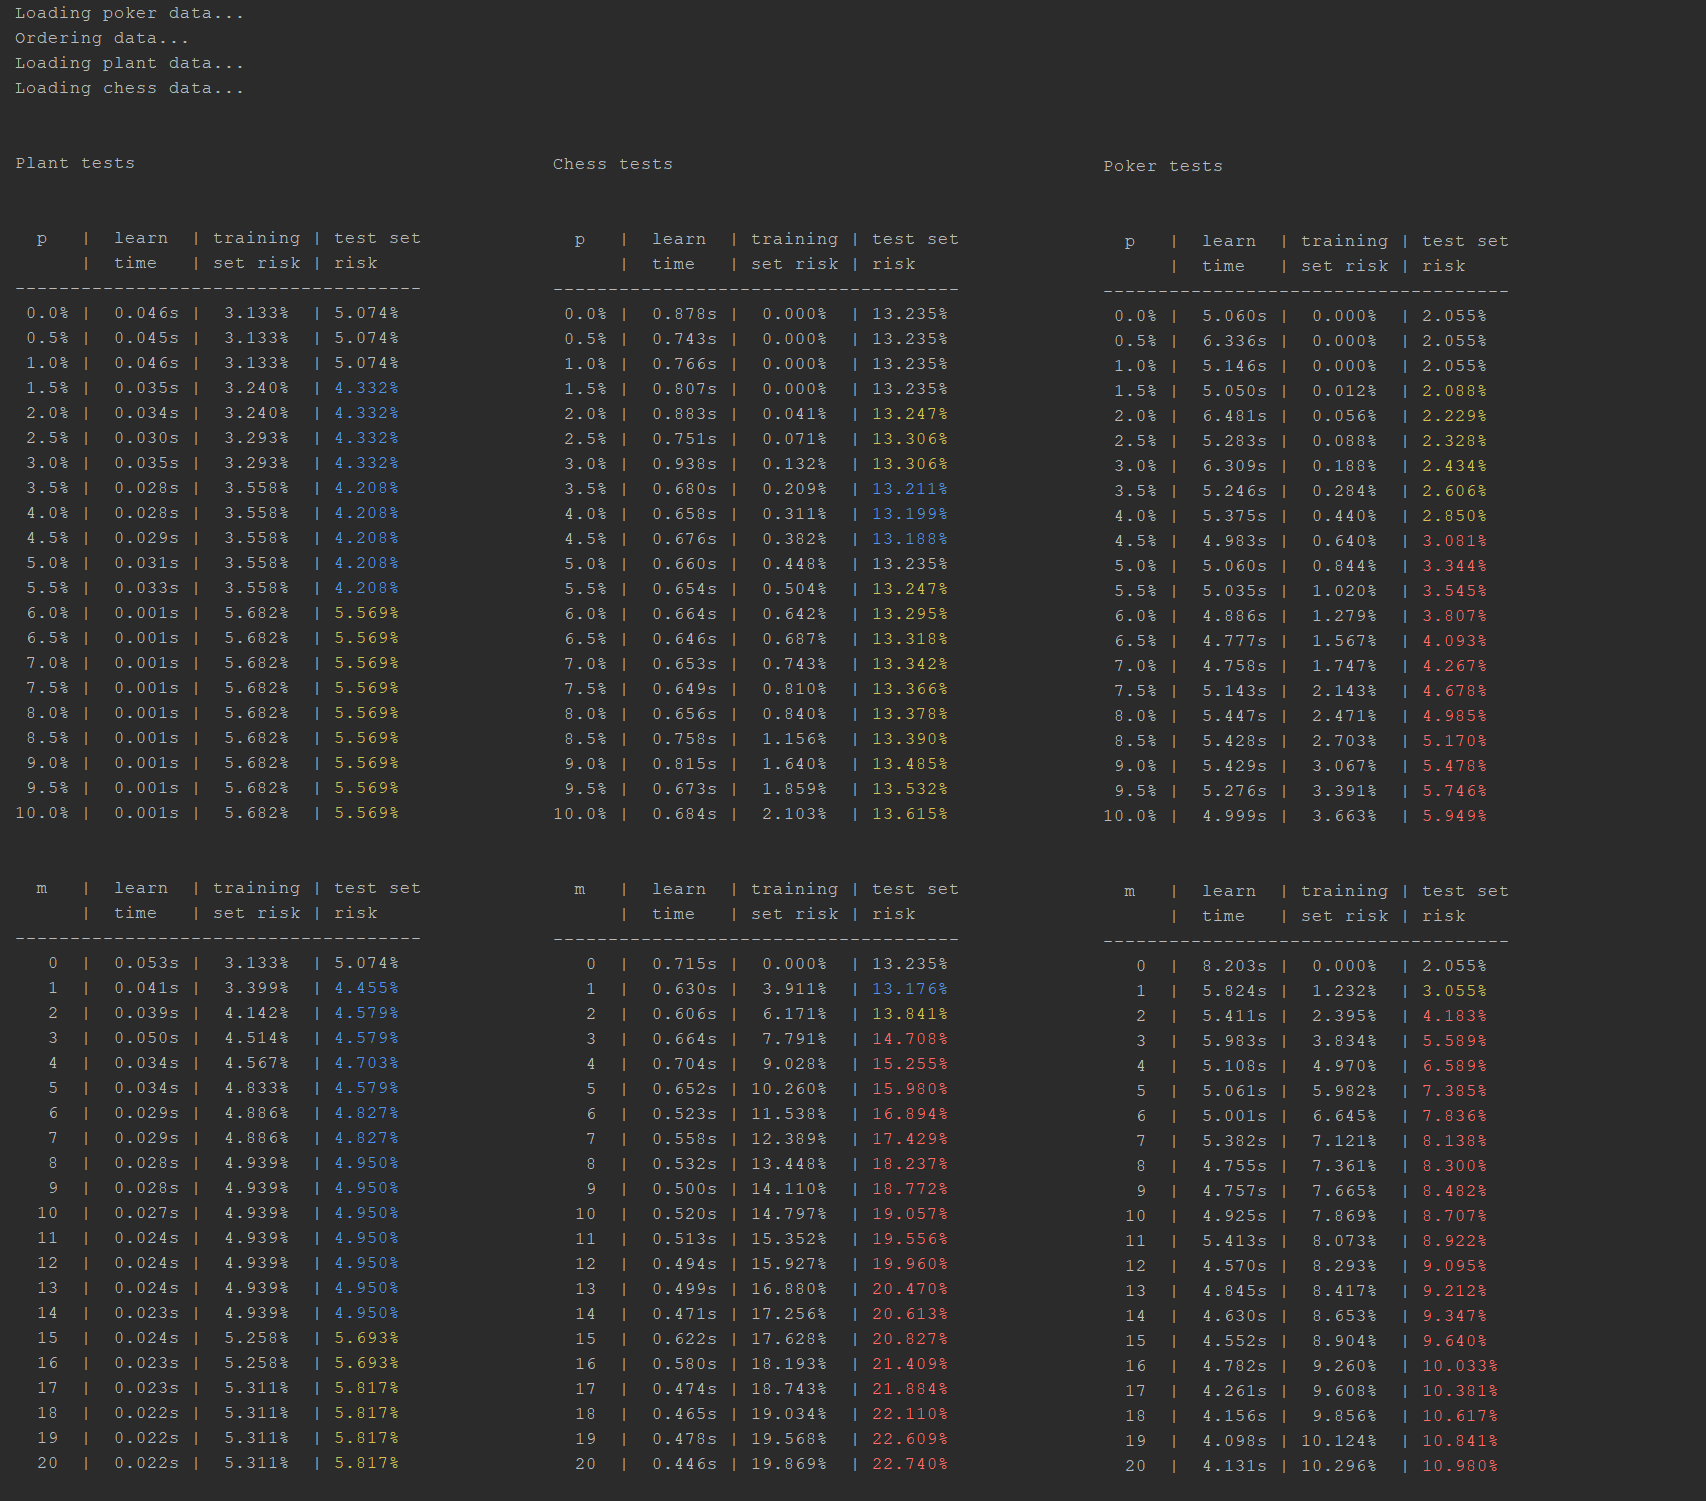 Loading poker data...
Ordering data...
Loading plant data...
Loading chess data...
Plant tests
p | learn | training | test set
| time | set risk | risk
-------------------------------------
0.0% | 0.046s | 3.133% | 5.074%
0.5% | 0.045s | 3.133% | 5.074%
1.0% | 0.046s | 3.133% | 5.074%
1.5% | 0.035s | 3.240% | 4.332%
2.0% | 0.034s | 3.240% | 4.332%
2.5% | 0.030s | 3.293% | 4.332%
3.0% | 0.035s | 3.293% | 4.332%
3.5% | 0.028s | 3.558% | 4.208%
4.0% | 0.028s | 3.558% | 4.208%
4.5% | 0.029s | 3.558% | 4.208%
5.0% | 0.031s | 3.558% | 4.208%
5.5% | 0.033s | 3.558% | 4.208%
6.0% | 0.001s | 5.682% | 5.569%
6.5% | 0.001s | 5.682% | 5.569%
7.0% | 0.001s | 5.682% | 5.569%
7.5% | 0.001s | 5.682% | 5.569%
8.0% | 0.001s | 5.682% | 5.569%
8.5% | 0.001s | 5.682% | 5.569%
9.0% | 0.001s | 5.682% | 5.569%
9.5% | 0.001s | 5.682% | 5.569%
10.0% | 0.001s | 5.682% | 5.569%
m | learn | training | test set
| time | set risk | risk
-------------------------------------
0 | 0.053s | 3.133% | 5.074%
1 | 0.041s | 3.399% | 4.455%
2 | 0.039s | 4.142% | 4.579%
3 | 0.050s | 4.514% | 4.579%
4 | 0.034s | 4.567% | 4.703%
5 | 0.034s | 4.833% | 4.579%
6 | 0.029s | 4.886% | 4.827%
7 | 0.029s | 4.886% | 4.827%
8 | 0.028s | 4.939% | 4.950%
9 | 0.028s | 4.939% | 4.950%
10 | 0.027s | 4.939% | 4.950%
11 | 0.024s | 4.939% | 4.950%
12 | 0.024s | 4.939% | 4.950%
13 | 0.024s | 4.939% | 4.950%
14 | 0.023s | 4.939% | 4.950%
15 | 0.024s | 5.258% | 5.693%
16 | 0.023s | 5.258% | 5.693%
17 | 0.023s | 5.311% | 5.817%
18 | 0.022s | 5.311% | 5.817%
19 | 0.022s | 5.311% | 5.817%
20 | 0.022s | 5.311% | 5.817%
Chess tests
p | learn | training | test set
| time | set risk | risk
-------------------------------------
0.0% | 0.878s | 0.000% | 13.235%
0.5% | 0.743s | 0.000% | 13.235%
1.0% | 0.766s | 0.000% | 13.235%
1.5% | 0.807s | 0.000% | 13.235%
2.0% | 0.883s | 0.041% | 13.247%
2.5% | 0.751s | 0.071% | 13.306%
3.0% | 0.938s | 0.132% | 13.306%
3.5% | 0.680s | 0.209% | 13.211%
4.0% | 0.658s | 0.311% | 13.199%
4.5% | 0.676s | 0.382% | 13.188%
5.0% | 0.660s | 0.448% | 13.235%
5.5% | 0.654s | 0.504% | 13.247%
6.0% | 0.664s | 0.642% | 13.295%
6.5% | 0.646s | 0.687% | 13.318%
7.0% | 0.653s | 0.743% | 13.342%
7.5% | 0.649s | 0.810% | 13.366%
8.0% | 0.656s | 0.840% | 13.378%
8.5% | 0.758s | 1.156% | 13.390%
9.0% | 0.815s | 1.640% | 13.485%
9.5% | 0.673s | 1.859% | 13.532%
10.0% | 0.684s | 2.103% | 13.615%
m | learn | training | test set
| time | set risk | risk
-------------------------------------
0 | 0.715s | 0.000% | 13.235%
1 | 0.630s | 3.911% | 13.176%
2 | 0.606s | 6.171% | 13.841%
3 | 0.664s | 7.791% | 14.708%
4 | 0.704s | 9.028% | 15.255%
5 | 0.652s | 10.260% | 15.980%
6 | 0.523s | 11.538% | 16.894%
7 | 0.558s | 12.389% | 17.429%
8 | 0.532s | 13.448% | 18.237%
9 | 0.500s | 14.110% | 18.772%
10 | 0.520s | 14.797% | 19.057%
11 | 0.513s | 15.352% | 19.556%
12 | 0.494s | 15.927% | 19.960%
13 | 0.499s | 16.880% | 20.470%
14 | 0.471s | 17.256% | 20.613%
15 | 0.622s | 17.628% | 20.827%
16 | 0.580s | 18.193% | 21.409%
17 | 0.474s | 18.743% | 21.884%
18 | 0.465s | 19.034% | 22.110%
19 | 0.478s | 19.568% | 22.609%
20 | 0.446s | 19.869% | 22.740%
Poker tests
p | learn | training | test set
| time | set risk | risk
-------------------------------------
0.0% | 5.060s | 0.000% | 2.055%
0.5% | 6.336s | 0.000% | 2.055%
1.0% | 5.146s | 0.000% | 2.055%
1.5% | 5.050s | 0.012% | 2.088%
2.0% | 6.481s | 0.056% | 2.229%
2.5% | 5.283s | 0.088% | 2.328%
3.0% | 6.309s | 0.188% | 2.434%
3.5% | 5.246s | 0.284% | 2.606%
4.0% | 5.375s | 0.440% | 2.850%
4.5% | 4.983s | 0.640% | 3.081%
5.0% | 5.060s | 0.844% | 3.344%
5.5% | 5.035s | 1.020% | 3.545%
6.0% | 4.886s | 1.279% | 3.807%
6.5% | 4.777s | 1.567% | 4.093%
7.0% | 4.758s | 1.747% | 4.267%
7.5% | 5.143s | 2.143% | 4.678%
8.0% | 5.447s | 2.471% | 4.985%
8.5% | 5.428s | 2.703% | 5.170%
9.0% | 5.429s | 3.067% | 5.478%
9.5% | 5.276s | 3.391% | 5.746%
10.0% | 4.999s | 3.663% | 5.949%
m | learn | training | test set
| time | set risk | risk
-------------------------------------
0 | 8.203s | 0.000% | 2.055%
1 | 5.824s | 1.232% | 3.055%
2 | 5.411s | 2.395% | 4.183%
3 | 5.983s | 3.834% | 5.589%
4 | 5.108s | 4.970% | 6.589%
5 | 5.061s | 5.982% | 7.385%
6 | 5.001s | 6.645% | 7.836%
7 | 5.382s | 7.121% | 8.138%
8 | 4.755s | 7.361% | 8.300%
9 | 4.757s | 7.665% | 8.482%
10 | 4.925s | 7.869% | 8.707%
11 | 5.413s | 8.073% | 8.922%
12 | 4.570s | 8.293% | 9.095%
13 | 4.845s | 8.417% | 9.212%
14 | 4.630s | 8.653% | 9.347%
15 | 4.552s | 8.904% | 9.640%
16 | 4.782s | 9.260% | 10.033%
17 | 4.261s | 9.608% | 10.381%
18 | 4.156s | 9.856% | 10.617%
19 | 4.098s | 10.124% | 10.841%
20 | 4.131s | 10.296% | 10.980%